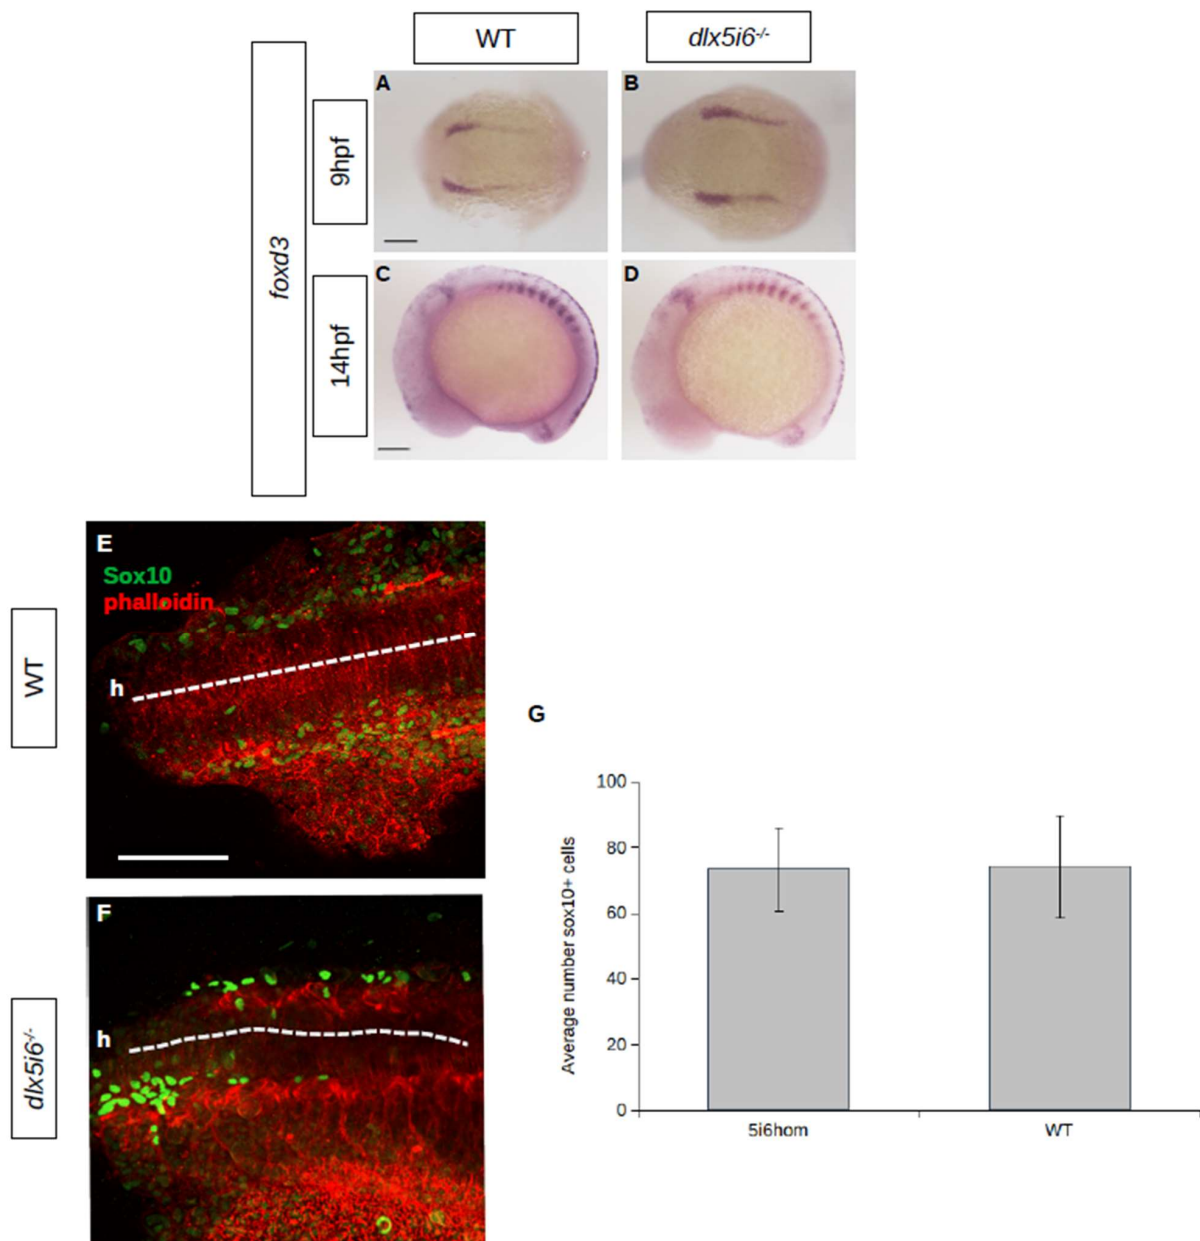 WT
dlx5i6-/-
foxd3
9hpf
A
B
14hpf
C
D
WT
E
Sox10
phalloidin
h
dlx5i6-/-
F
h
G
Average number sox10+ cells
100
80
60
40
20
0
5i6hom
WT